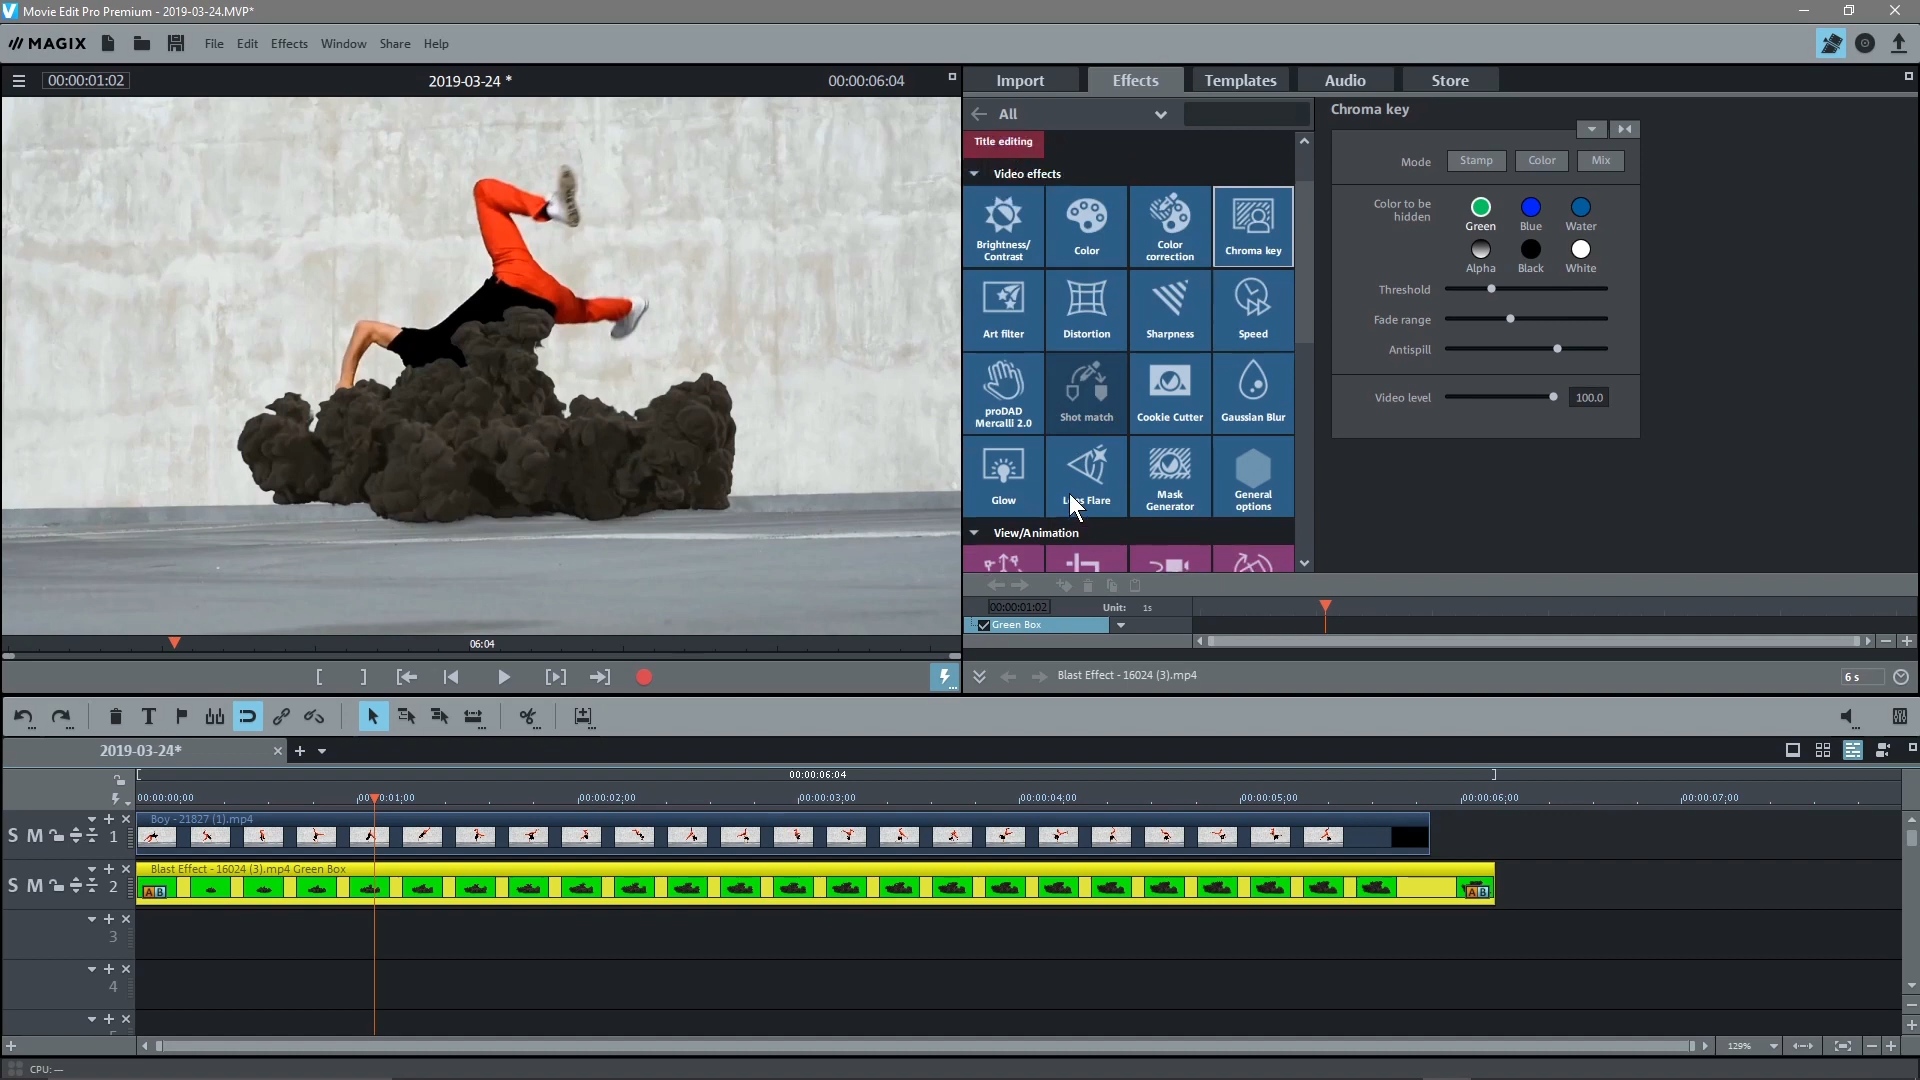 Movie Edit Pro Premium - 2019-03-24.MVP*
MAGIX File Edit Effects Window Share Help
00:00:01:02 2019-03-24 * 00:00:06:04
Import Effects Templates Audio Store
All
Chroma key
Title editing
Video effects
Brightness/
Contrast
Color
Color
correction
Chroma key
Art filter
Distortion
Sharpness
Speed
proDAD
Mercalli 2.0
Shot match
Cookie Cutter
Gaussian Blur
Glow
Flare
Mask
Generator
General
options
View/Animation
Mode Stamp Color Mix
Color to be
hidden
Green Blue Water
Alpha Black White
Threshold
Fade range
Antispill
Video level 100.0
00:00:01:02 Unit: 1s
Green Box
06:04
Blast Effect - 16024 (3).mp4 6 s
2019-03-24*
00:00:06:04
00:00:00;00 00:00:01;00 00:00:02;00 00:00:03;00 00:00:04;00 00:00:05;00 00:00:06;00 00:00:07;00
Boy - 21827 (1).mp4
S M 1
Blast Effect - 16024 (3).mp4 Green Box
S M 2
A B A B
3
4
129%
CPU: —